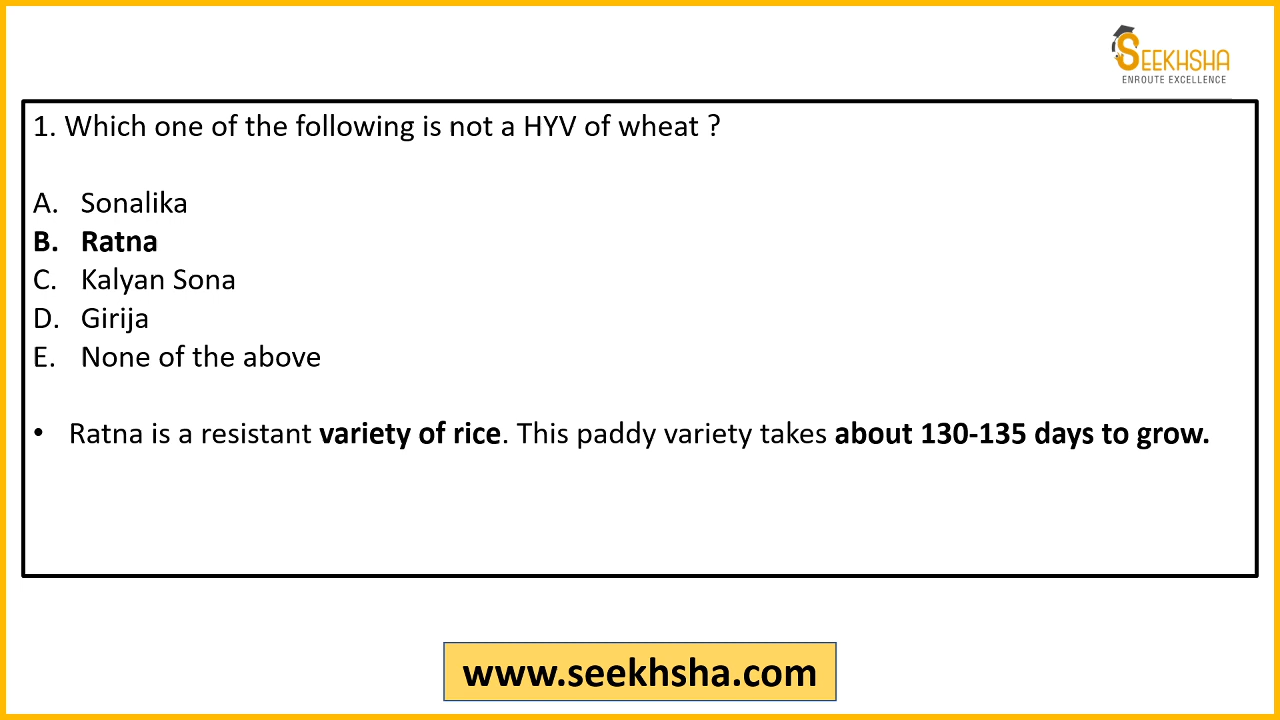 SEEKHSHA
ENROUTE EXCELLENCE
1. Which one of the following is not a HYV of wheat ?
A. Sonalika
B. Ratna
C. Kalyan Sona
D. Girija
E. None of the above
• Ratna is a resistant variety of rice. This paddy variety takes about 130-135 days to grow.
www.seekhsha.com